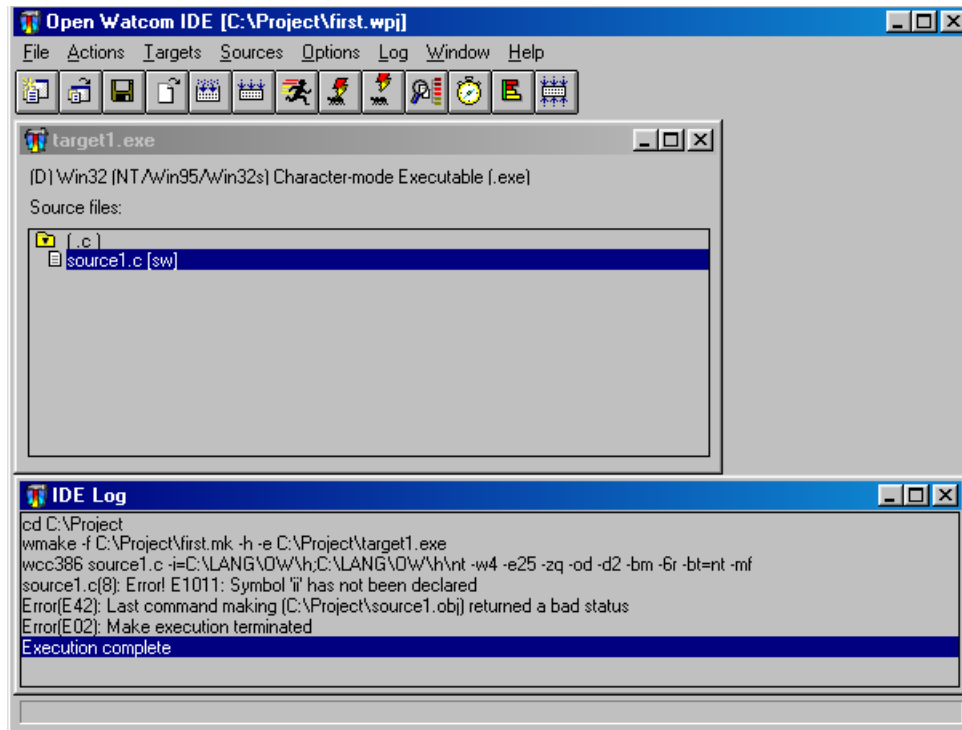 Open Watcom IDE [C:\Project\first.wpj]
File Actions Targets Sources Options Log Window Help
target1.exe
(D) Win32 (NT/Win95/Win32s) Character-mode Executable (.exe)
Source files:
(.c)
source1.c [sw]
IDE Log
cd C:\Project
wmake -f C:\Project\first.mk -h -e C:\Project\target1.exe
wcc386 source1.c -i=C:\LANG\OW\h;C:\LANG\OW\h\nt -w4 -e25 -zq -od -d2 -bm -6r -bt=nt -mf
source1.c(8): Error! E1011: Symbol 'ii' has not been declared
Error(E42): Last command making (C:\Project\source1.obj) returned a bad status
Error(E02): Make execution terminated
Execution complete